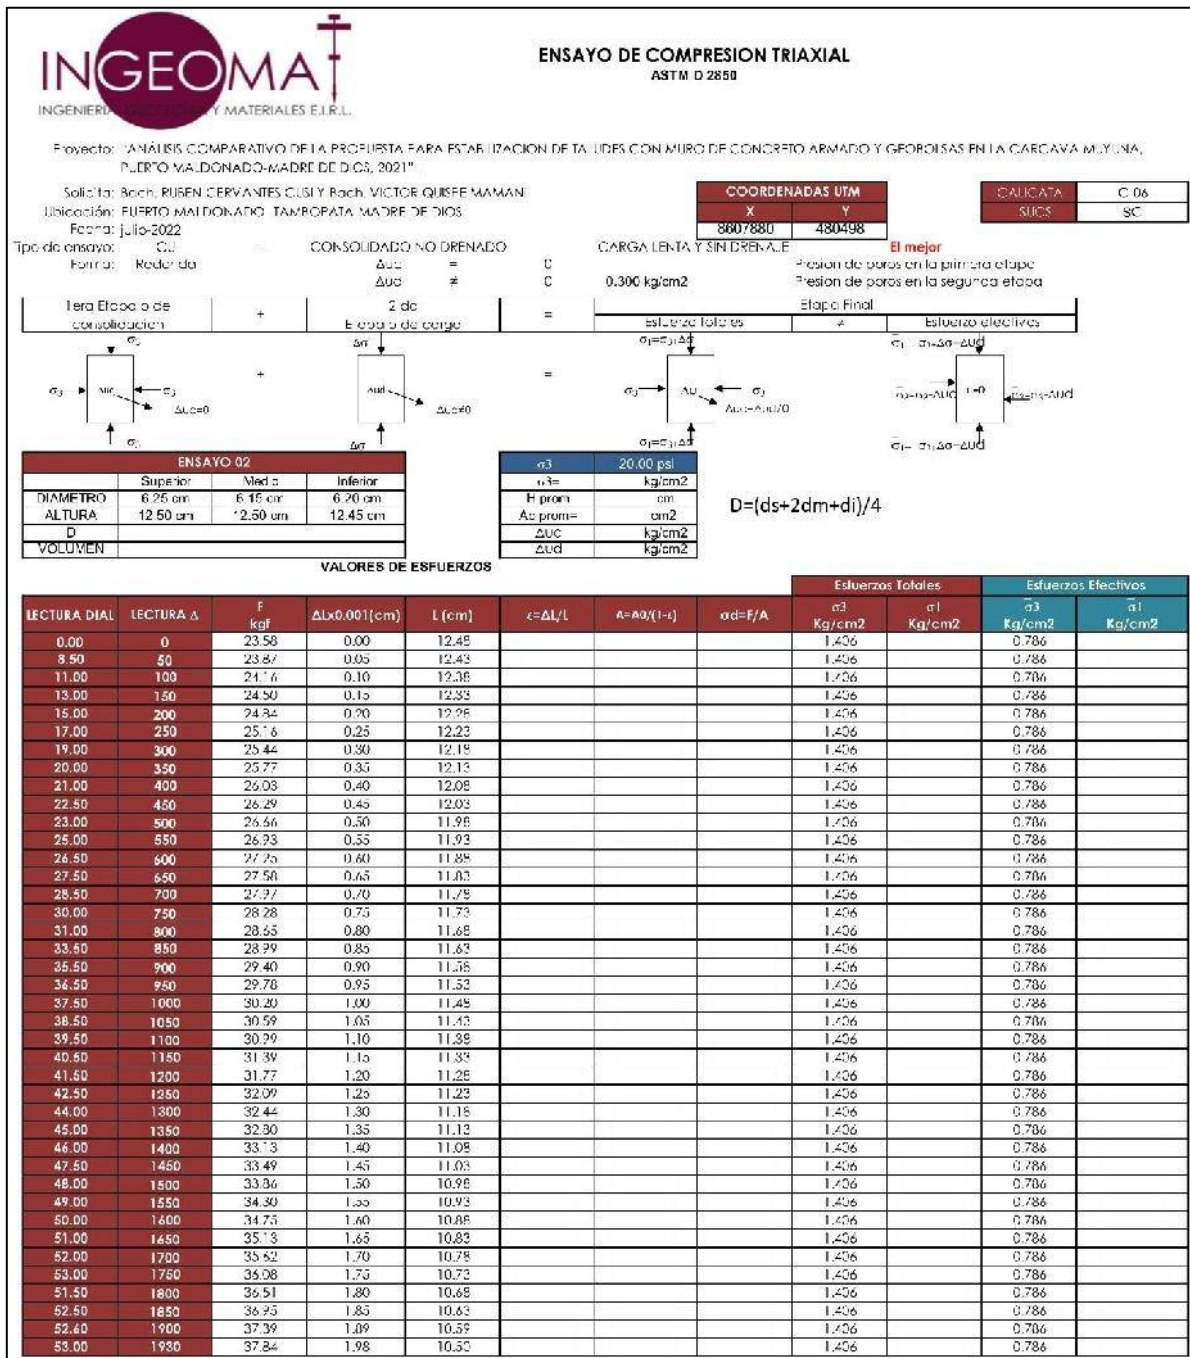 INGEOMAT
INGENIERÍA GEOTECNIA Y MATERIALES E.I.R.L.
ENSAYO DE COMPRESION TRIAXIAL
ASTM D 2850
Proyecto: "ANÁLISIS COMPARATIVO DE LA PROPUESTA PARA ESTABILIZACION DE TALUDES CON MURO DE CONCRETO ARMADO Y GEOBOLSAS EN LA CARCAVA MUYUNA,
PUERTO MALDONADO-MADRE DE DIOS, 2021"
Solicita: Bach. RUBEN CERVANTES CUSI Y Bach. VICTOR QUISPE MAMANI
COORDENADAS UTM
CALICATA C 06
Ubicación: PUERTO MALDONADO TAMBOPATA MADRE DE DIOS
X Y
SUCS SC
Fecha: julio-2022
8607880 480498
Tipo de ensayo: CU = CONSOLIDADO NO DRENADO CARGA LENTA Y SIN DRENAJE El mejor
Forma: Redonda Δuc = 0 Presion de poros en la primera etapa
Δud ≠ 0 0.300 kg/cm2 Presion de poros en la segunda etapa
1era Etapa o de consolidacion + 2 da Etapa o de carga = Etapa Final
Esfuerzo totales ≠ Esfuerzo efectivos
σ3 Δσ σ1=σ3+Δσ
σ3 Δuc σ3 + Δud = σ3 Δu σ3
Δuc=0 Δud≠0
σ3 Δσ σ1=σ3+Δσ
ENSAYO 02
σ3 20.00 psi
Superior Medio Inferior
σ3= kg/cm2
DIAMETRO 6.25 cm 6.15 cm 6.20 cm
H prom cm
D=(ds+2dm+di)/4
ALTURA 12.50 cm 12.50 cm 12.45 cm
Ao prom= cm2
D
Δuc kg/cm2
VOLUMEN
Δud kg/cm2
VALORES DE ESFUERZOS
Esfuerzos Totales Esfuerzos Efectivos
LECTURA DIAL LECTURA Δ F kgf ΔLx0.001(cm) L (cm) ε=ΔL/L A=A0/(1-ε) σd=F/A σ3 Kg/cm2 σ1 Kg/cm2 σ̅3 Kg/cm2 σ̅1 Kg/cm2
0.00 0 23.58 0.00 12.48 1.406 0.786
8.50 50 23.87 0.05 12.43 1.406 0.786
11.00 100 24.16 0.10 12.38 1.406 0.786
13.00 150 24.50 0.15 12.33 1.406 0.786
15.00 200 24.84 0.20 12.28 1.406 0.786
17.00 250 25.16 0.25 12.23 1.406 0.786
19.00 300 25.44 0.30 12.18 1.406 0.786
20.00 350 25.77 0.35 12.13 1.406 0.786
21.00 400 26.03 0.40 12.08 1.406 0.786
22.50 450 26.29 0.45 12.03 1.406 0.786
23.00 500 26.66 0.50 11.98 1.406 0.786
25.00 550 26.93 0.55 11.93 1.406 0.786
26.50 600 27.25 0.60 11.88 1.406 0.786
27.50 650 27.58 0.65 11.83 1.406 0.786
28.50 700 27.97 0.70 11.78 1.406 0.786
30.00 750 28.28 0.75 11.73 1.406 0.786
31.00 800 28.65 0.80 11.68 1.406 0.786
33.50 850 28.99 0.85 11.63 1.406 0.786
35.50 900 29.40 0.90 11.58 1.406 0.786
36.50 950 29.78 0.95 11.53 1.406 0.786
37.50 1000 30.20 1.00 11.48 1.406 0.786
38.50 1050 30.59 1.05 11.43 1.406 0.786
39.50 1100 30.99 1.10 11.38 1.406 0.786
40.50 1150 31.39 1.15 11.33 1.406 0.786
41.50 1200 31.77 1.20 11.28 1.406 0.786
42.50 1250 32.09 1.25 11.23 1.406 0.786
44.00 1300 32.44 1.30 11.18 1.406 0.786
45.00 1350 32.80 1.35 11.13 1.406 0.786
46.00 1400 33.13 1.40 11.08 1.406 0.786
47.50 1450 33.49 1.45 11.03 1.406 0.786
48.00 1500 33.86 1.50 10.98 1.406 0.786
49.00 1550 34.30 1.55 10.93 1.406 0.786
50.00 1600 34.75 1.60 10.88 1.406 0.786
51.00 1650 35.13 1.65 10.83 1.406 0.786
52.00 1700 35.62 1.70 10.78 1.406 0.786
53.00 1750 36.08 1.75 10.73 1.406 0.786
51.50 1800 36.51 1.80 10.68 1.406 0.786
52.50 1850 36.95 1.85 10.63 1.406 0.786
52.60 1900 37.39 1.89 10.59 1.406 0.786
53.00 1930 37.84 1.98 10.50 1.406 0.786